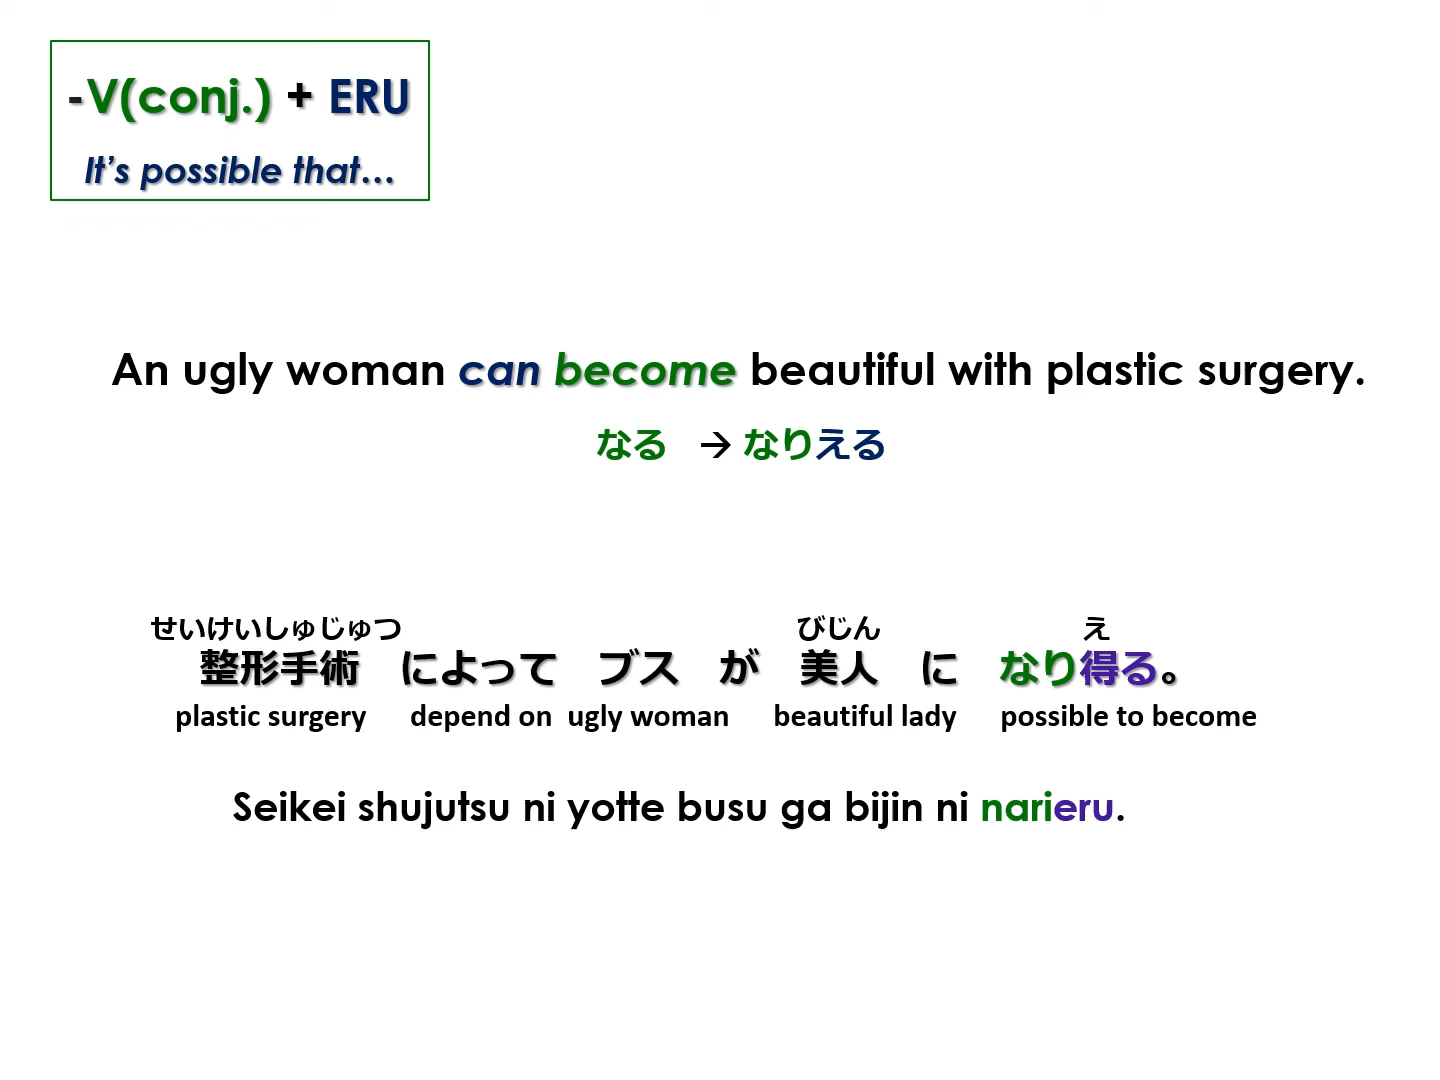 -V(conj.) + ERU
It’s possible that…
An ugly woman can become beautiful with plastic surgery.
なる → なりえる
せいけいしゅじゅつ びじん え
整形手術 によって ブス が 美人 に なり得る。
plastic surgery depend on ugly woman beautiful lady possible to become
Seikei shujutsu ni yotte busu ga bijin ni narieru.